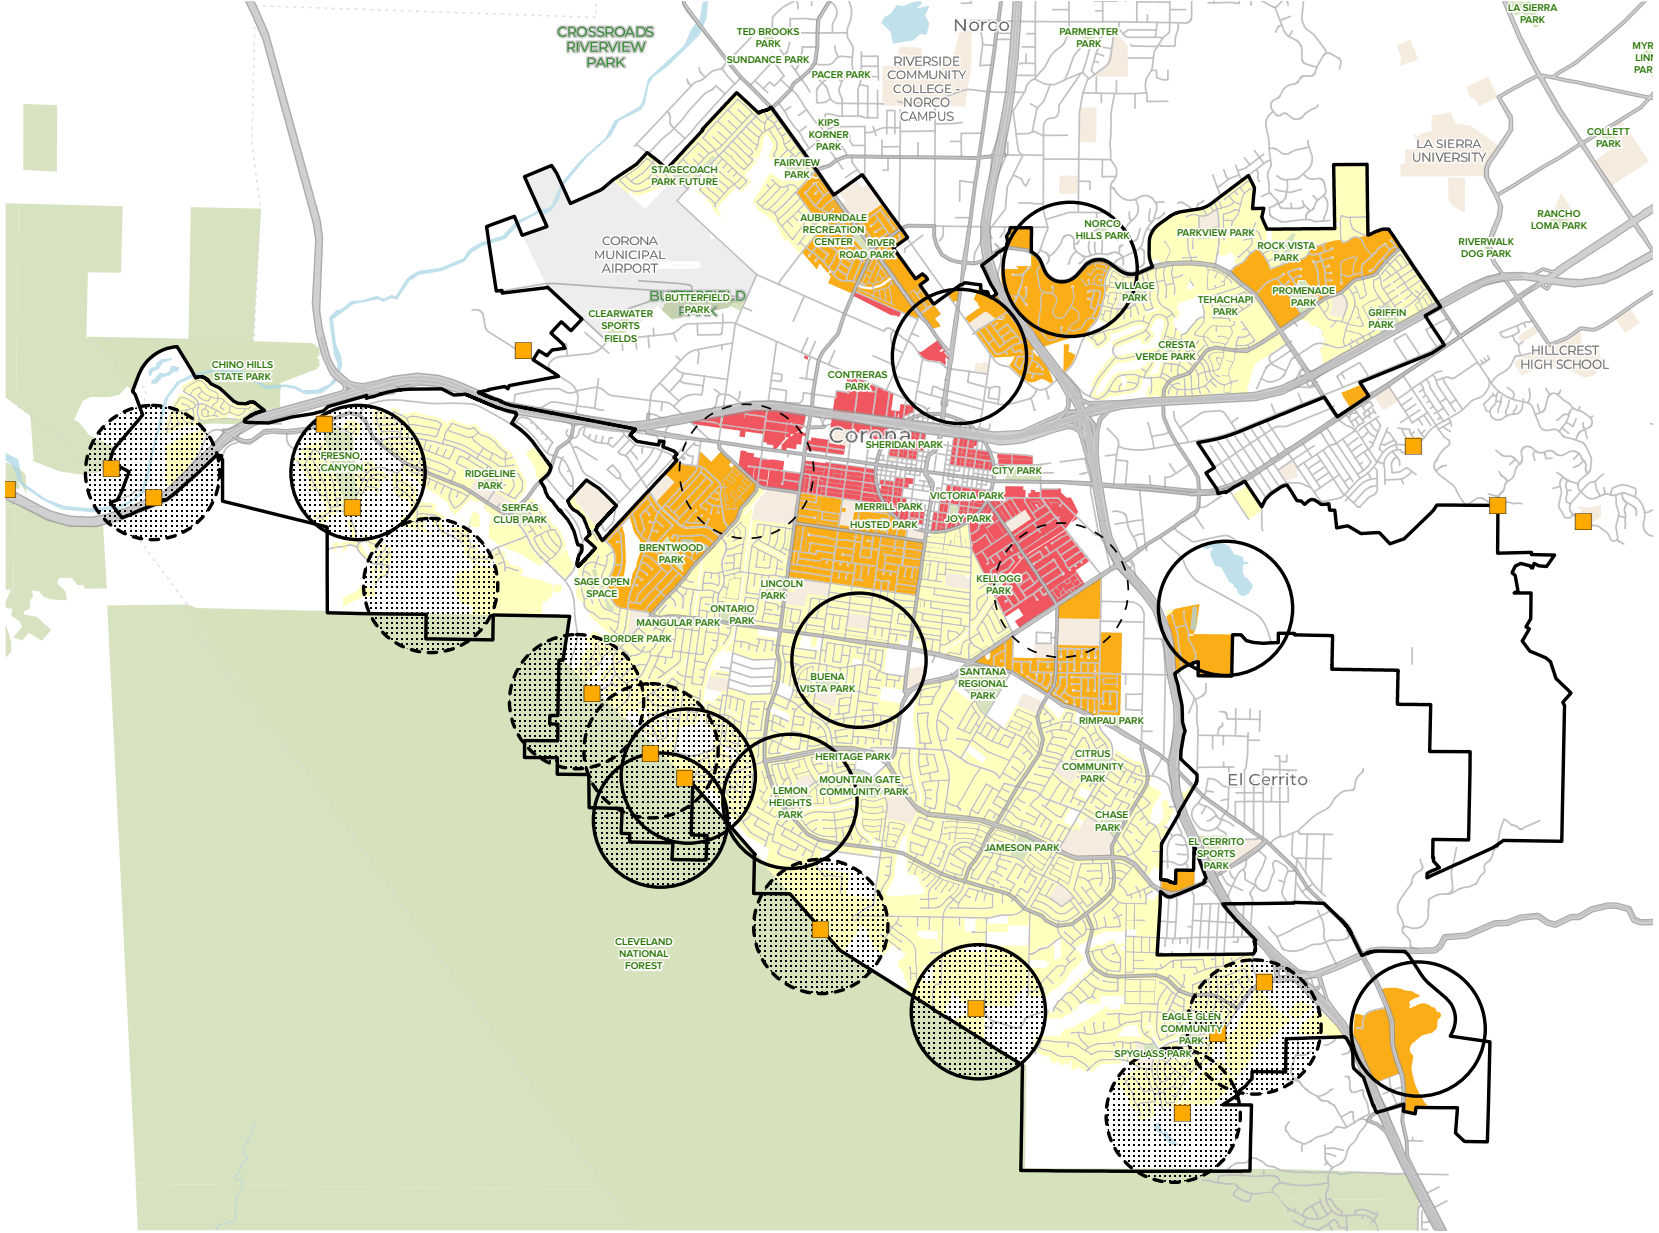 LA SIERRA
PARK
CROSSROADS
RIVERVIEW
PARK
TED BROOKS
PARK
SUNDANCE PARK
PACER PARK
Norco
PARMENTER
PARK
RIVERSIDE
COMMUNITY
COLLEGE -
NORCO
CAMPUS
MYR
LINN
PAR
COLLETT
PARK
LA SIERRA
UNIVERSITY
KIPS
KORNER
PARK
FAIRVIEW
PARK
STAGECOACH
PARK FUTURE
AUBURNDALE
RECREATION
CENTER
RIVER
ROAD PARK
NORCO
HILLS PARK
PARKVIEW PARK
ROCK VISTA
PARK
RANCHO
LOMA PARK
RIVERWALK
DOG PARK
CORONA
MUNICIPAL
AIRPORT
BUTTERFIELD
PARK
CLEARWATER
SPORTS
FIELDS
VILLAGE
PARK
TEHACHAPI
PARK
PROMENADE
PARK
GRIFFIN
PARK
CRESTA
VERDE PARK
HILLCREST
HIGH SCHOOL
CHINO HILLS
STATE PARK
CONTRERAS
PARK
Corona
SHERIDAN PARK
CITY PARK
FRESNO
CANYON
RIDGELINE
PARK
SERFAS
CLUB PARK
VICTORIA PARK
MERRILL PARK
JOY PARK
HUSTED PARK
BRENTWOOD
PARK
SAGE OPEN
SPACE
LINCOLN
PARK
KELLOGG
PARK
ONTARIO
PARK
MANGULAR PARK
BORDER PARK
BUENA
VISTA PARK
SANTANA
REGIONAL
PARK
RIMPAU PARK
HERITAGE PARK
CITRUS
COMMUNITY
PARK
MOUNTAIN GATE
COMMUNITY PARK
LEMON
HEIGHTS
PARK
El Cerrito
CHASE
PARK
JAMESON PARK
EL CERRITO
SPORTS
PARK
CLEVELAND
NATIONAL
FOREST
EAGLE GLEN
COMMUNITY
PARK
SPYGLASS PARK